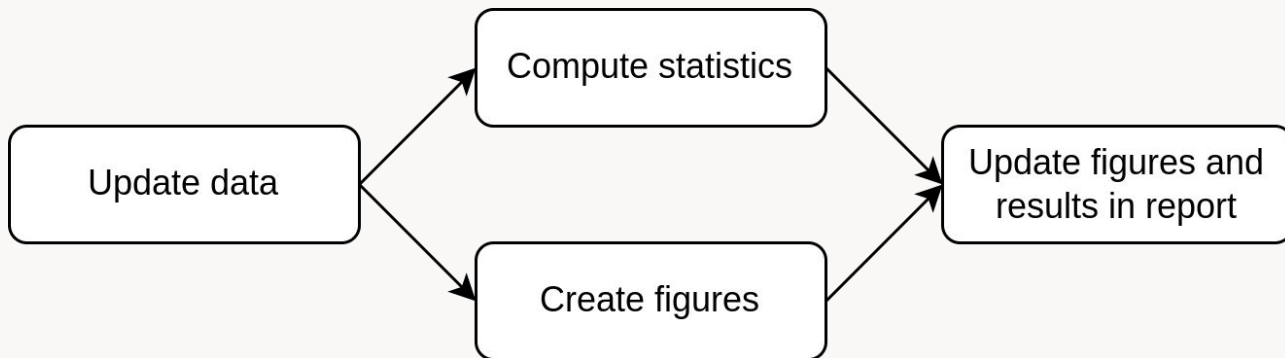 Update data
Compute statistics
Create figures
Update figures and
results in report